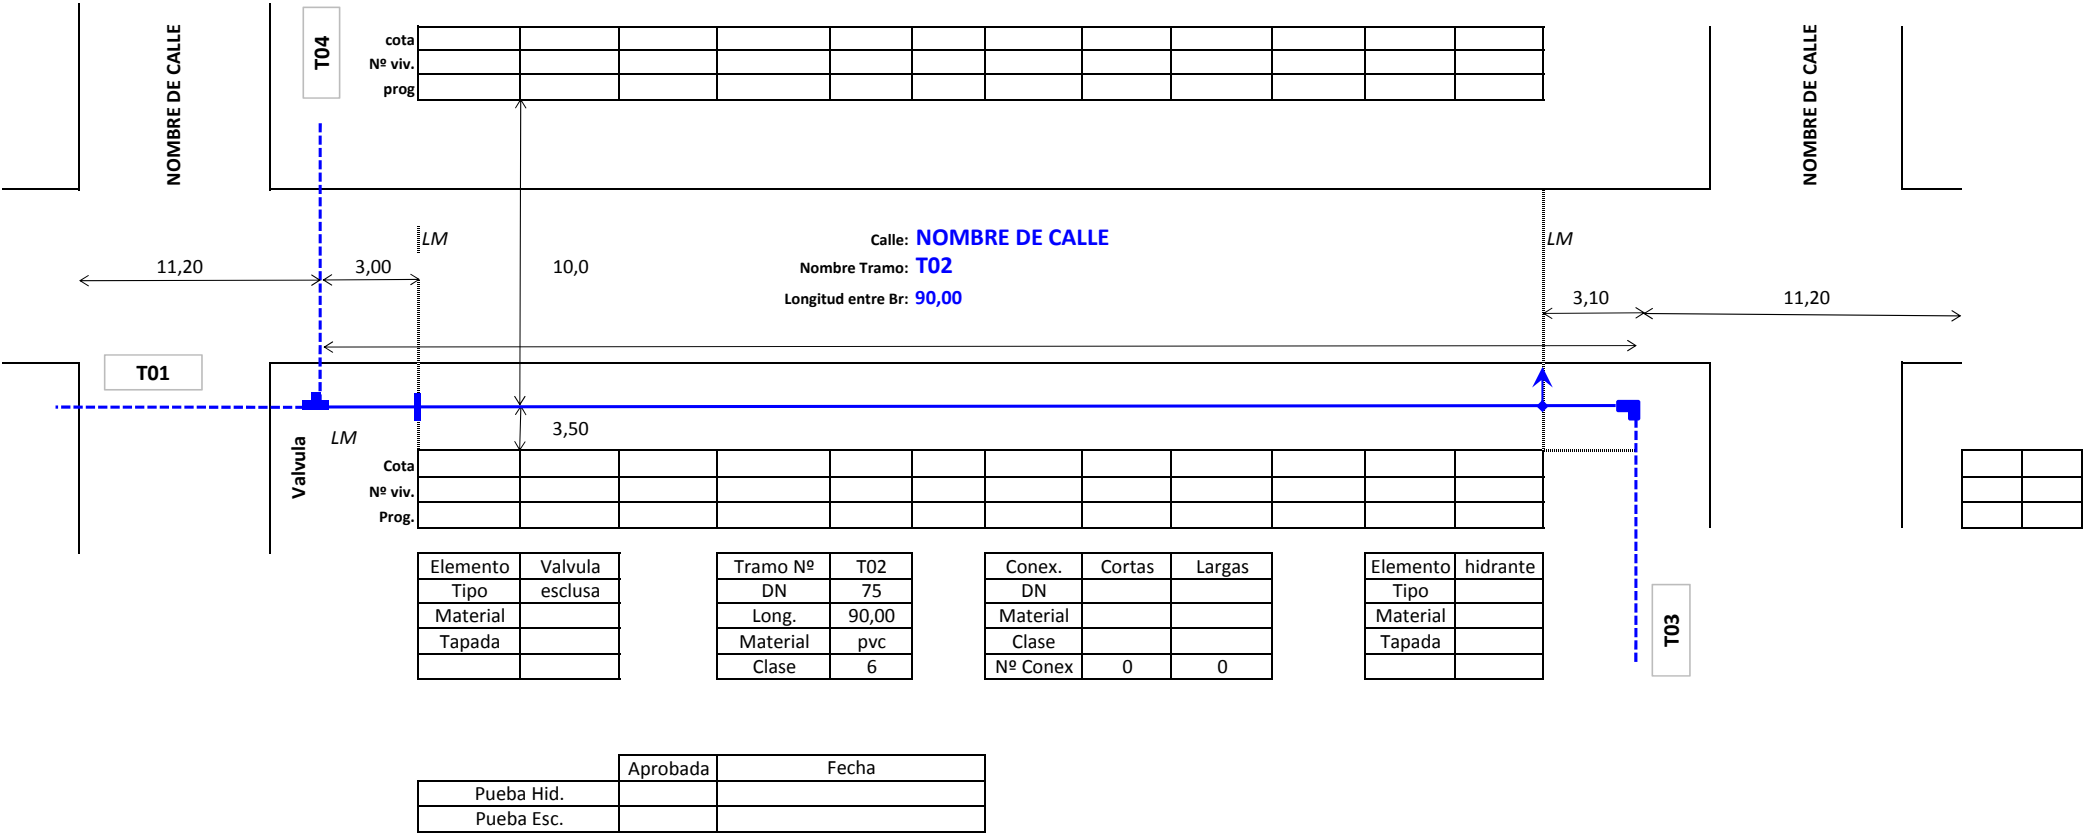 NOMBRE DE CALLE
T04
cota
Nº viv.
prog
NOMBRE DE CALLE
LM
Calle: NOMBRE DE CALLE
LM
11,20
3,00
10,0
Nombre Tramo: T02
Longitud entre Br: 90,00
3,10
11,20
T01
3,50
LM
Valvula
Cota
Nº viv.
Prog.
Elemento Valvula
Tipo esclusa
Material
Tapada
Tramo Nº T02
DN 75
Long. 90,00
Material pvc
Clase 6
Conex. Cortas Largas
DN
Material
Clase
Nº Conex 0 0
Elemento hidrante
Tipo
Material
Tapada
T03
Aprobada Fecha
Pueba Hid.
Pueba Esc.